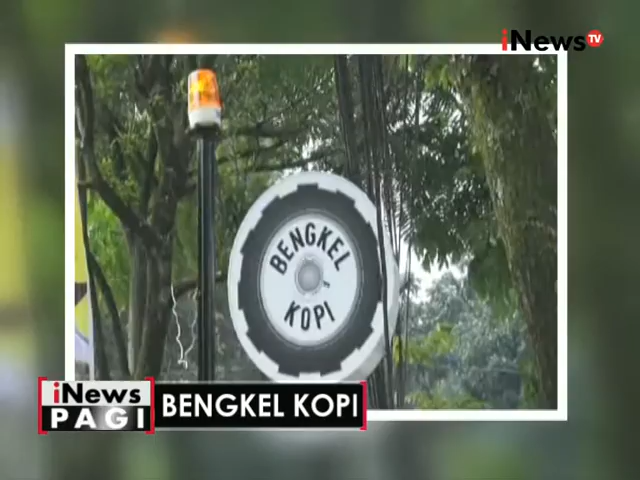 iNews TV
BENGKEL
KOPI
iNews
PAGI
BENGKEL KOPI